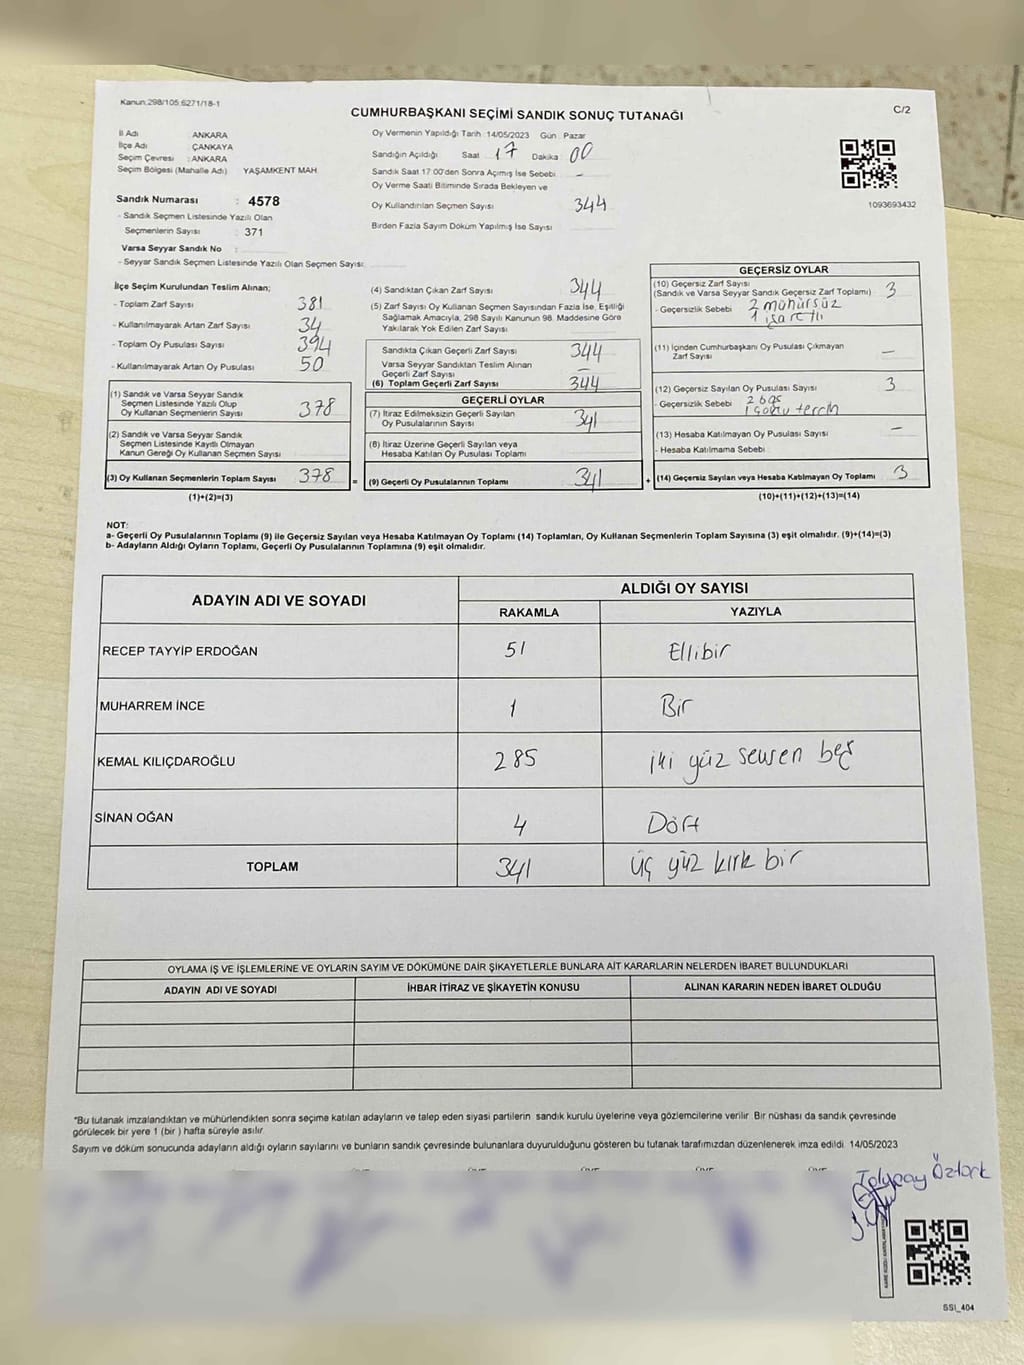 Kanun:298/105;6271/18-1
C/2
CUMHURBAŞKANI SEÇİMİ SANDIK SONUÇ TUTANAĞI
İl Adı : ANKARA
İlçe Adı : ÇANKAYA
Seçim Çevresi : ANKARA
Seçim Bölgesi (Mahalle Adı) YAŞAMKENT MAH.
Sandık Numarası : 4578
- Sandık Seçmen Listesinde Yazılı Olan
Seçmenlerin Sayısı : 371
Varsa Seyyar Sandık No :
- Seyyar Sandık Seçmen Listesinde Yazılı Olan Seçmen Sayısı:
Oy Vermenin Yapıldığı Tarih :14/05/2023 Gün : Pazar
Sandığın Açıldığı Saat : 17 Dakika 00
Sandık Saat 17:00'den Sonra Açımış İse Sebebi -
Oy Verme Saati Bitiminde Sırada Bekleyen ve
Oy Kullandırılan Seçmen Sayısı 344
Birden Fazla Sayım Döküm Yapılmış İse Sayısı
1093693432
İlçe Seçim Kurulundan Teslim Alınan;
- Toplam Zarf Sayısı 381
- Kullanılmayarak Artan Zarf Sayısı 34
- Toplam Oy Pusulası Sayısı 394
- Kullanılmayarak Artan Oy Pusulası 50
(1) Sandık ve Varsa Seyyar Sandık
Seçmen Listesinde Yazılı Olup
Oy Kullanan Seçmenlerin Sayısı 378
(2) Sandık ve Varsa Seyyar Sandık
Seçmen Listesinde Kayıtlı Olmayan
Kanun Gereği Oy Kullanan Seçmen Sayısı
(3) Oy Kullanan Seçmenlerin Toplam Sayısı 378
(1)+(2)=(3)
(4) Sandıktan Çıkan Zarf Sayısı 344
(5) Zarf Sayısı Oy Kullanan Seçmen Sayısından Fazla İse, Eşitliği
Sağlamak Amacıyla, 298 Sayılı Kanunun 98. Maddesine Göre
Yakılarak Yok Edilen Zarf Sayısı
Sandıkta Çıkan Geçerli Zarf Sayısı 344
Varsa Seyyar Sandıktan Teslim Alınan
Geçerli Zarf Sayısı -
(6) Toplam Geçerli Zarf Sayısı 344
GEÇERLİ OYLAR
(7) İtiraz Edilmeksizin Geçerli Sayılan
Oy Pusulalarının Sayısı 341
(8) İtiraz Üzerine Geçerli Sayılan veya
Hesaba Katılan Oy Pusulası Toplamı
= (9) Geçerli Oy Pusulalarının Toplamı 341 +
GEÇERSİZ OYLAR
(10) Geçersiz Zarf Sayısı 3
(Sandık ve Varsa Seyyar Sandık Geçersiz Zarf Toplamı)
- Geçersizlik Sebebi 2 mühürsüz
1 işaretli
(11) İçinden Cumhurbaşkanı Oy Pusulası Çıkmayan
Zarf Sayısı -
(12) Geçersiz Sayılan Oy Pusulası Sayısı 3
- Geçersizlik Sebebi 2 boş
1 tercih
(13) Hesaba Katılmayan Oy Pusulası Sayısı -
- Hesaba Katılmama Sebebi
(14) Geçersiz Sayılan veya Hesaba Katılmayan Oy Toplamı 3
(10)+(11)+(12)+(13)=(14)
NOT:
a- Geçerli Oy Pusulalarının Toplamı (9) ile Geçersiz Sayılan veya Hesaba Katılmayan Oy Toplamı (14) Toplamları, Oy Kullanan Seçmenlerin Toplam Sayısına (3) eşit olmalıdır. (9)+(14)=(3)
b- Adayların Aldığı Oyların Toplamı, Geçerli Oy Pusulalarının Toplamına (9) eşit olmalıdır.
ADAYIN ADI VE SOYADI
ALDIĞI OY SAYISI
RAKAMLA YAZIYLA
RECEP TAYYİP ERDOĞAN 51 Ellibir
MUHARREM İNCE 1 Bir
KEMAL KILIÇDAROĞLU 285 iki yüz seksen beş
SİNAN OĞAN 4 Dört
TOPLAM 341 üç yüz kırk bir
OYLAMA İŞ VE İŞLEMLERİNE VE OYLARIN SAYIM VE DÖKÜMÜNE DAİR ŞİKAYETLERLE BUNLARA AİT KARARLARIN NELERDEN İBARET BULUNDUKLARI
ADAYIN ADI VE SOYADI İHBAR İTİRAZ VE ŞİKAYETİN KONUSU ALINAN KARARIN NEDEN İBARET OLDUĞU
*Bu tutanak imzalandıktan ve mühürlendikten sonra seçime katılan adayların ve talep eden siyasi partilerin sandık kurulu üyelerine veya gözlemcilerine verilir. Bir nüshası da sandık çevresinde
görülecek bir yere 1 (bir ) hafta süreyle asılır.
Sayım ve döküm sonucunda adayların aldığı oyların sayılarını ve bunların sandık çevresinde bulunanlara duyurulduğunu gösteren bu tutanak tarafımızdan düzenlenerek imza edildi. 14/05/2023
Öztürk
SSI_404